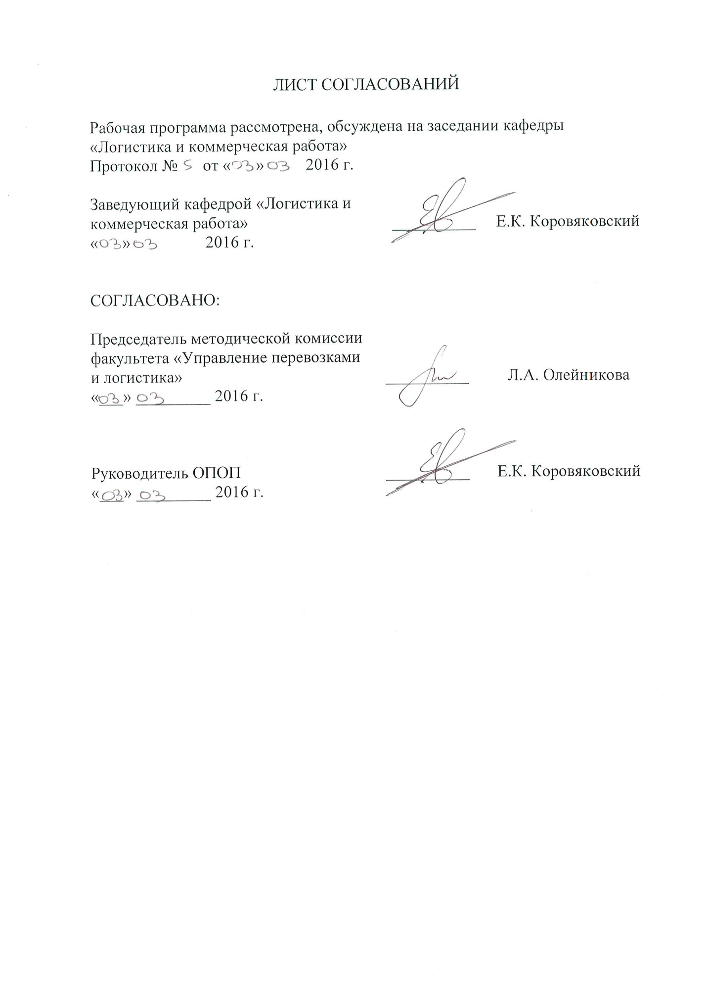 ЛИСТ СОГЛАСОВАНИЙ
Рабочая программа рассмотрена, обсуждена на заседании кафедры
«Логистика и коммерческая работа»
Протокол № 5 от «03» 03 2016 г.
Заведующий кафедрой «Логистика и
коммерческая работа» Е.К. Коровяковский
«03» 03 2016 г.
СОГЛАСОВАНО:
Председатель методической комиссии
факультета «Управление перевозками
и логистика» Л.А. Олейникова
«03» 03 2016 г.
Руководитель ОПОП Е.К. Коровяковский
«03» 03 2016 г.